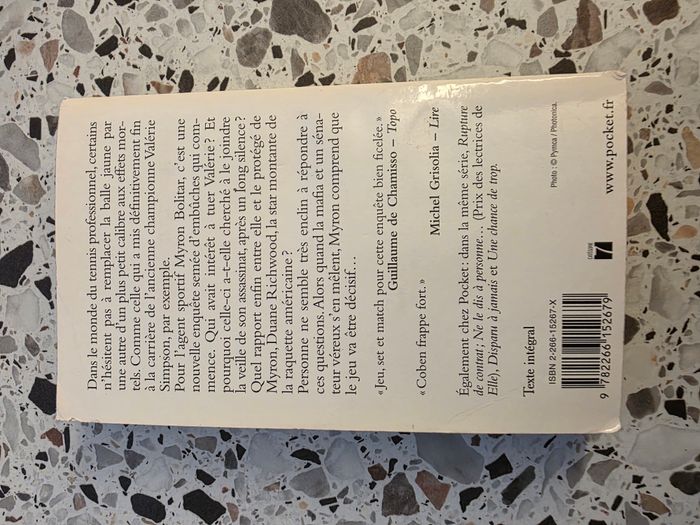 Dans le monde du tennis professionnel, certains
n'hésitent pas à remplacer la balle jaune par
une autre d'un plus petit calibre aux effets mor-
tels. Comme celle qui a mis définitivement fin
à la carrière de l'ancienne championne Valérie
Simpson, par exemple.
Pour l'agent sportif Myron Bolitar, c'est une
nouvelle enquête semée d'embûches qui com-
mence. Qui avait intérêt à tuer Valérie ? Et
pourquoi celle-ci a-t-elle cherché à le joindre
la veille de son assassinat, après un long silence ?
Quel rapport enfin entre elle et le protégé de
Myron, Duane Richwood, la star montante de
la raquette américaine ?
Personne ne semble très enclin à répondre à
ces questions. Alors quand la mafia et un séna-
teur véreux s'en mêlent, Myron comprend que
le jeu va être décisif…
« Jeu, set et match pour cette enquête bien ficelée. »
Guillaume de Chamisso – Topo
« Coben frappe fort. »
Michel Grisolia – Lire
Également chez Pocket : dans la même série, Rupture
de contrat ; Ne le dis à personne… (Prix des lectrices de
Elle), Disparu à jamais et Une chance de trop.
Texte intégral
Photo : © Pymca / Photonica.
ISBN 2-266-15267-X
9 782266 152679
7
www.pocket.fr